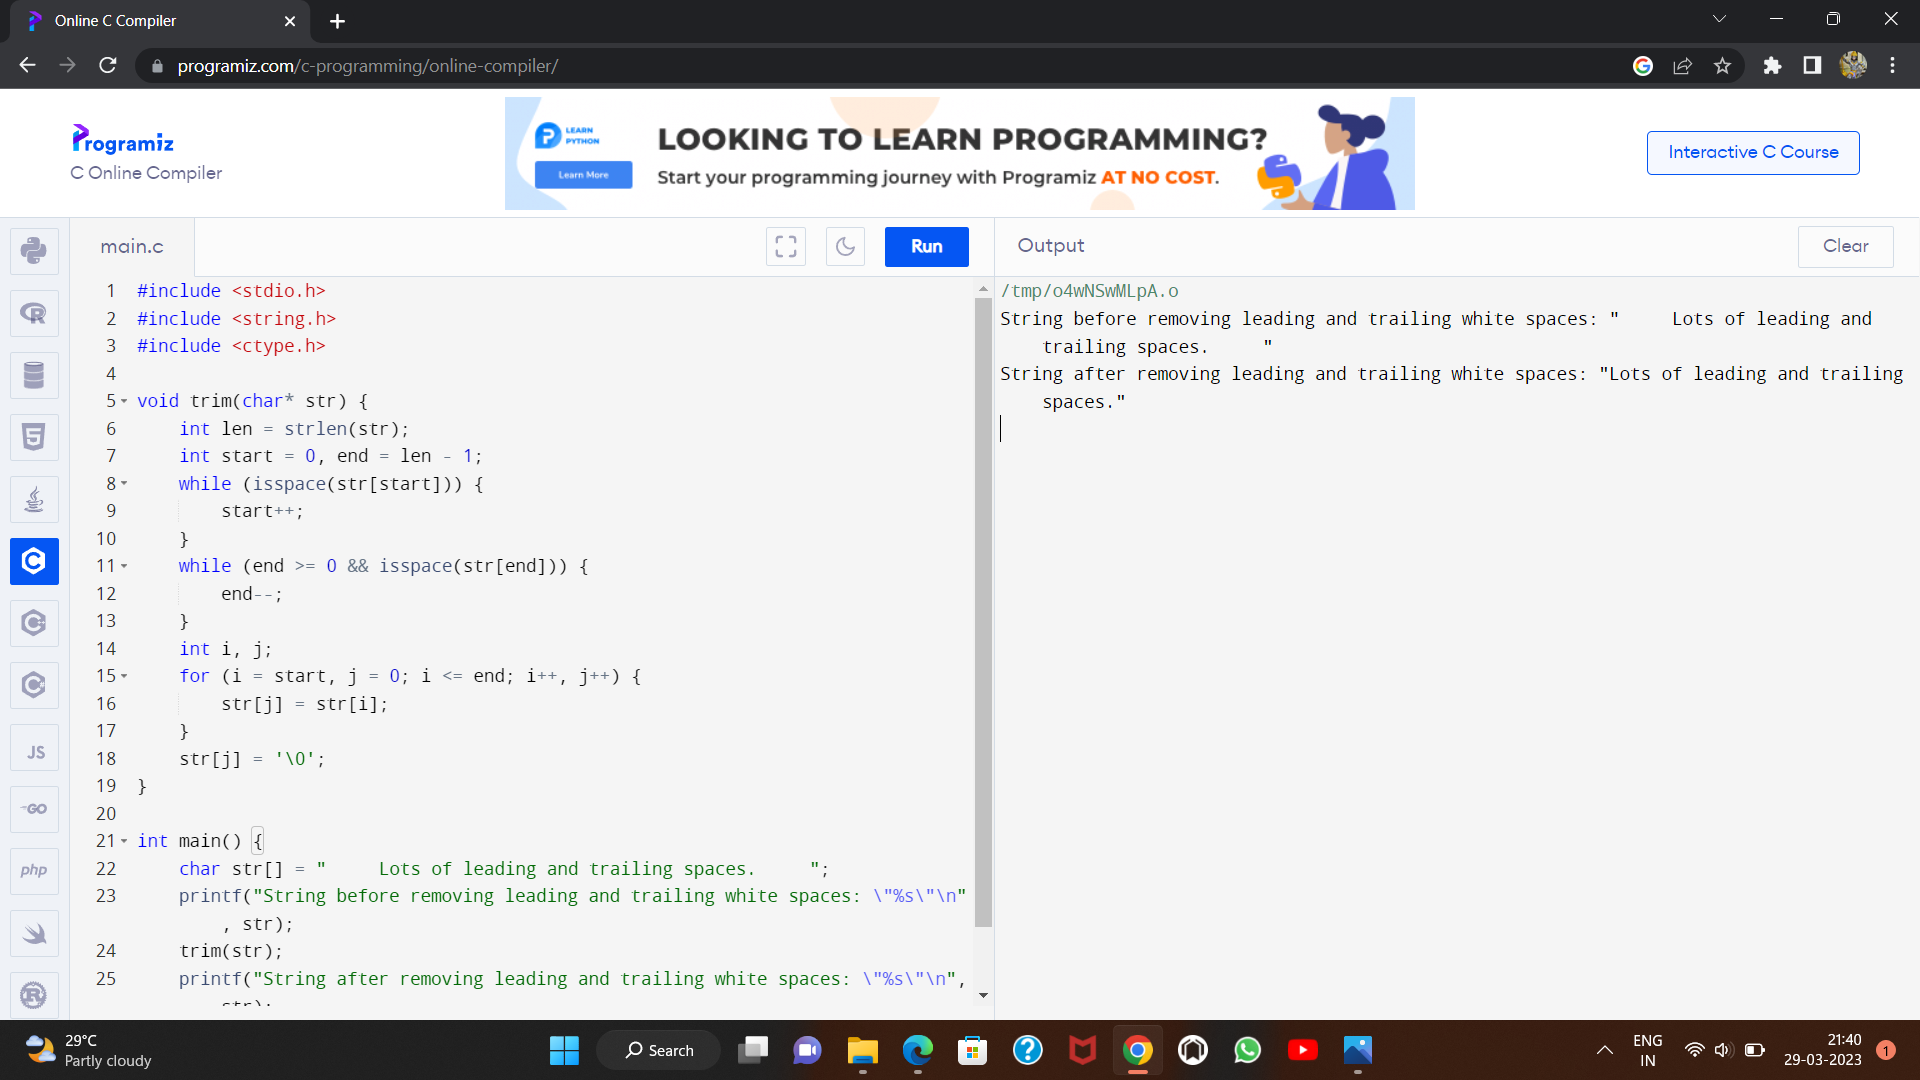 Online C Compiler
programiz.com/c-programming/online-compiler/
Programiz
C Online Compiler
LEARN
PYTHON
Learn More
LOOKING TO LEARN PROGRAMMING?
Start your programming journey with Programiz AT NO COST.
Interactive C Course
main.c
Run
Output
Clear
1 #include <stdio.h>
2 #include <string.h>
3 #include <ctype.h>
4
5 void trim(char* str) {
6 int len = strlen(str);
7 int start = 0, end = len - 1;
8 while (isspace(str[start])) {
9 start++;
10 }
11 while (end >= 0 && isspace(str[end])) {
12 end--;
13 }
14 int i, j;
15 for (i = start, j = 0; i <= end; i++, j++) {
16 str[j] = str[i];
17 }
18 str[j] = '\0';
19 }
20
21 int main() {
22 char str[] = "     Lots of leading and trailing spaces.     ";
23 printf("String before removing leading and trailing white spaces: \"%s\"\n"
, str);
24 trim(str);
25 printf("String after removing leading and trailing white spaces: \"%s\"\n",
str);
/tmp/o4wNSwMLpA.o
String before removing leading and trailing white spaces: "     Lots of leading and
trailing spaces.     "
String after removing leading and trailing white spaces: "Lots of leading and trailing
spaces."
JS
GO
php
29°C
Partly cloudy
Search
ENG
IN
21:40
29-03-2023
1